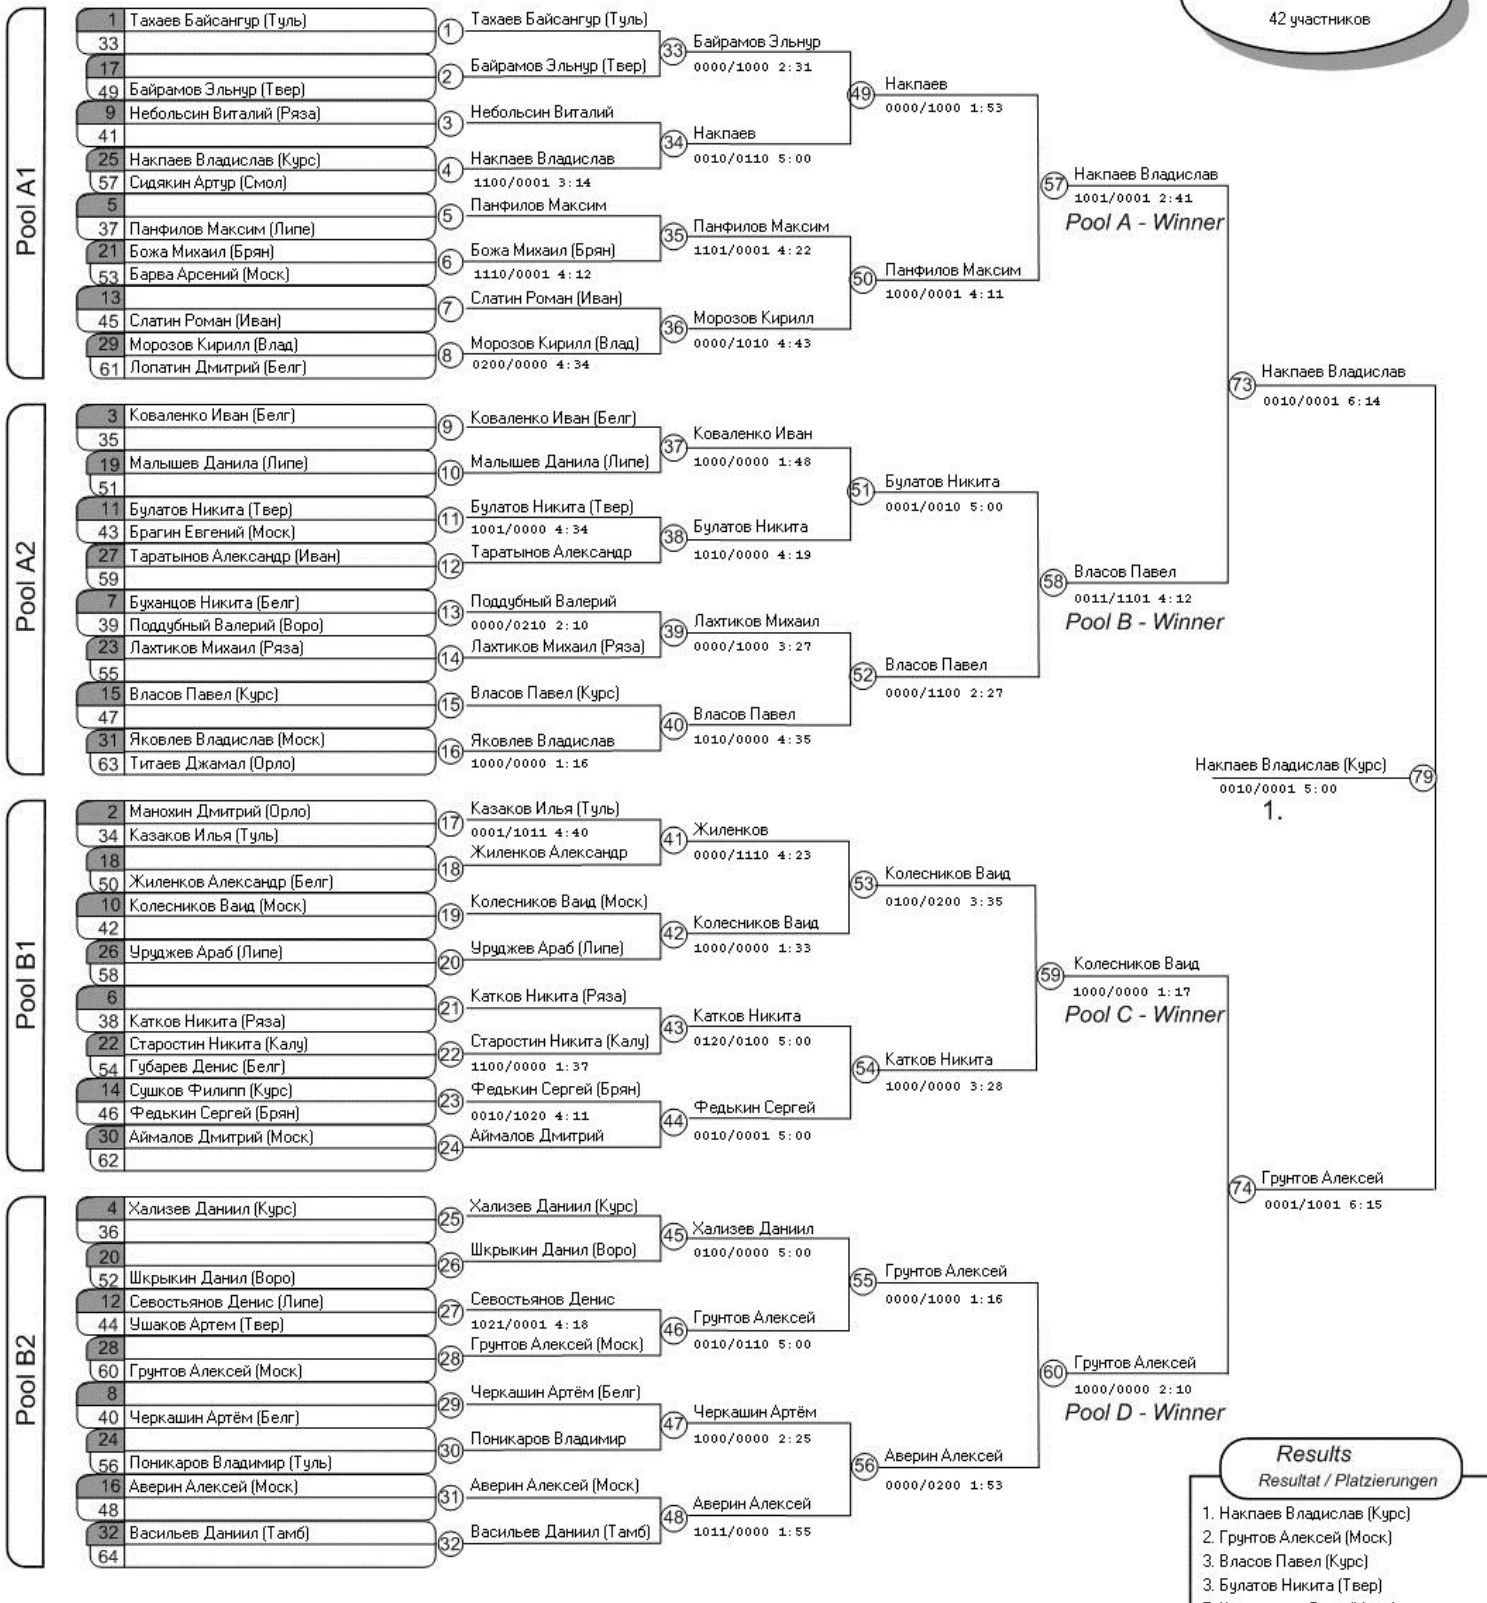 42 участников
Pool A1
1 Тахаев Байсангур (Туль)
33
17
49 Байрамов Эльнур (Твер)
9 Небольсин Виталий (Ряза)
41
25 Накпаев Владислав (Курс)
57 Сидякин Артур (Смол)
5
37 Панфилов Максим (Липе)
21 Божа Михаил (Брян)
53 Барва Арсений (Моск)
13
45 Слатин Роман (Иван)
29 Морозов Кирилл (Влад)
61 Лопатин Дмитрий (Белг)
1 Тахаев Байсангур (Туль)
2 Байрамов Эльнур (Твер)
3 Небольсин Виталий
4 Накпаев Владислав
1100/0001 3:14
5 Панфилов Максим
6 Божа Михаил (Брян)
1110/0001 4:12
7 Слатин Роман (Иван)
8 Морозов Кирилл (Влад)
0200/0000 4:34
33 Байрамов Эльнур
0000/1000 2:31
34 Накпаев
0010/0110 5:00
35 Панфилов Максим
1101/0001 4:22
36 Морозов Кирилл
0000/1010 4:43
49 Накпаев
0000/1000 1:53
50 Панфилов Максим
1000/0001 4:11
57 Накпаев Владислав
1001/0001 2:41
Pool A - Winner
Pool A2
3 Коваленко Иван (Белг)
35
19 Малышев Данила (Липе)
51
11 Булатов Никита (Твер)
43 Брагин Евгений (Моск)
27 Таратынов Александр (Иван)
59
7 Буханцов Никита (Белг)
39 Поддубный Валерий (Воро)
23 Лахтиков Михаил (Ряза)
55
15 Власов Павел (Курс)
47
31 Яковлев Владислав (Моск)
63 Титаев Джамал (Орло)
9 Коваленко Иван (Белг)
10 Малышев Данила (Липе)
11 Булатов Никита (Твер)
1001/0000 4:34
12 Таратынов Александр
13 Поддубный Валерий
0000/0210 2:10
14 Лахтиков Михаил (Ряза)
15 Власов Павел (Курс)
16 Яковлев Владислав
1000/0000 1:16
37 Коваленко Иван
1000/0000 1:48
38 Булатов Никита
1010/0000 4:19
39 Лахтиков Михаил
0000/1000 3:27
40 Власов Павел
1010/0000 4:35
51 Булатов Никита
0001/0010 5:00
52 Власов Павел
0000/1100 2:27
58 Власов Павел
0011/1101 4:12
Pool B - Winner
73 Накпаев Владислав
0010/0001 6:14
Накпаев Владислав (Курс) 79
0010/0001 5:00
1.
Pool B1
2 Манохин Дмитрий (Орло)
34 Казаков Илья (Туль)
18
50 Жиленков Александр (Белг)
10 Колесников Ваид (Моск)
42
26 Уруджев Араб (Липе)
58
6
38 Катков Никита (Ряза)
22 Старостин Никита (Калу)
54 Губарев Денис (Белг)
14 Сушков Филипп (Курс)
46 Федькин Сергей (Брян)
30 Аймалов Дмитрий (Моск)
62
17 Казаков Илья (Туль)
0001/1011 4:40
18 Жиленков Александр
19 Колесников Ваид (Моск)
20 Уруджев Араб (Липе)
21 Катков Никита (Ряза)
22 Старостин Никита (Калу)
1100/0000 1:37
23 Федькин Сергей (Брян)
0010/1020 4:11
24 Аймалов Дмитрий
41 Жиленков
0000/1110 4:23
42 Колесников Ваид
1000/0000 1:33
43 Катков Никита
0120/0100 5:00
44 Федькин Сергей
0010/0001 5:00
53 Колесников Ваид
0100/0200 3:35
54 Катков Никита
1000/0000 3:28
59 Колесников Ваид
1000/0000 1:17
Pool C - Winner
Pool B2
4 Хализев Даниил (Курс)
36
20
52 Шкрыкин Данил (Воро)
12 Севостьянов Денис (Липе)
44 Ушаков Артем (Твер)
28
60 Грунтов Алексей (Моск)
8
40 Черкашин Артём (Белг)
24
56 Поникаров Владимир (Туль)
16 Аверин Алексей (Моск)
48
32 Васильев Даниил (Тамб)
64
25 Хализев Даниил (Курс)
26 Шкрыкин Данил (Воро)
27 Севостьянов Денис
1021/0001 4:18
28 Грунтов Алексей (Моск)
29 Черкашин Артём (Белг)
30 Поникаров Владимир
31 Аверин Алексей (Моск)
32 Васильев Даниил (Тамб)
45 Хализев Даниил
0100/0000 5:00
46 Грунтов Алексей
0010/0110 5:00
47 Черкашин Артём
1000/0000 2:25
48 Аверин Алексей
1011/0000 1:55
55 Грунтов Алексей
0000/1000 1:16
56 Аверин Алексей
0000/0200 1:53
60 Грунтов Алексей
1000/0000 2:10
Pool D - Winner
74 Грунтов Алексей
0001/1001 6:15
Results
Resultat / Platzierungen
1. Накпаев Владислав (Курс)
2. Грунтов Алексей (Моск)
3. Власов Павел (Курс)
3. Булатов Никита (Твер)